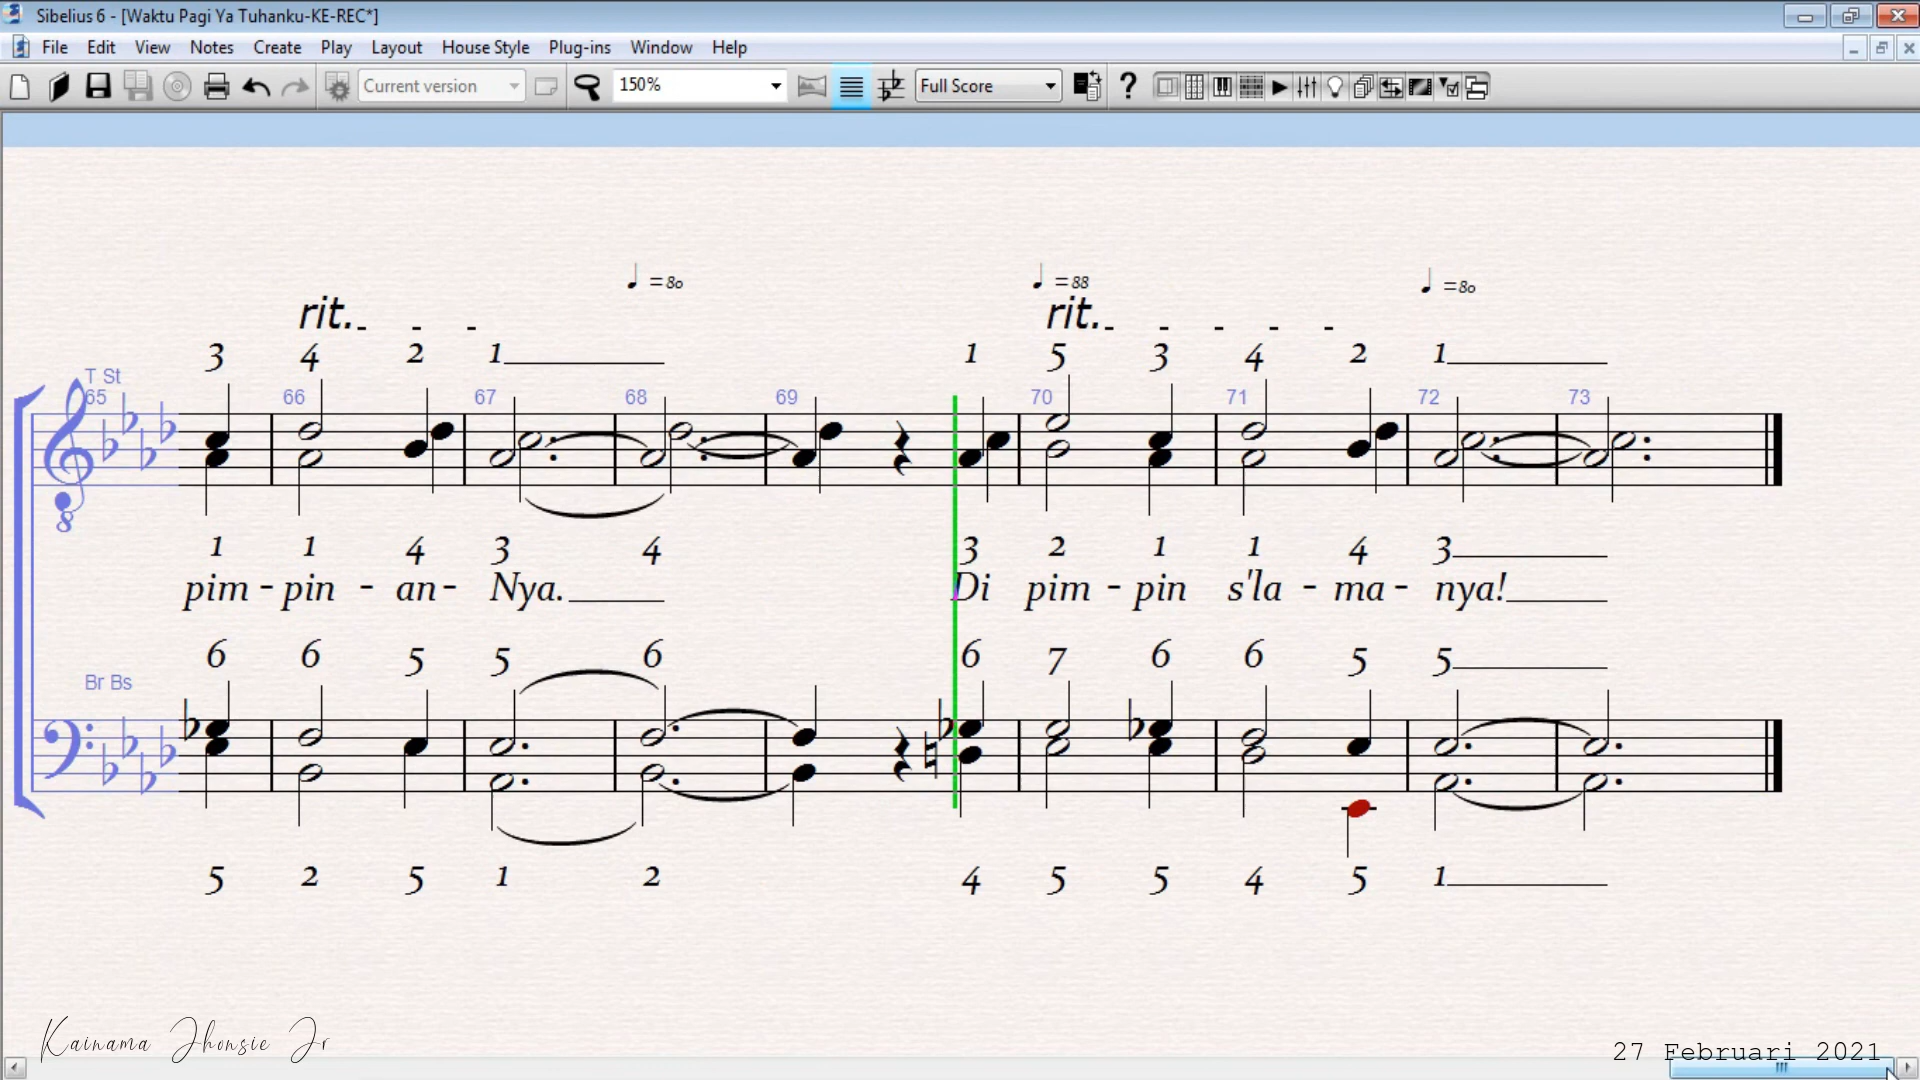 Sibelius 6 - [Waktu Pagi Ya Tuhanku-KE-REC*]
File Edit View Notes Create Play Layout House Style Plug-ins Window Help
Current version 150% Full Score
=80 =88 =80
rit. - - - rit. - - - - -
3 4 2 1 1 5 3 4 2 1
T St
65 66 67 68 69 70 71 72 73
8
1 1 4 3 4 3 2 1 1 4 3
pim - pin - an - Nya. Di pim - pin s'la - ma - nya!
6 6 5 5 6 6 7 6 6 5 5
Br Bs
5 2 5 1 2 4 5 5 4 5 1
Kainama Jhonsie Jr
27 Februari 2021